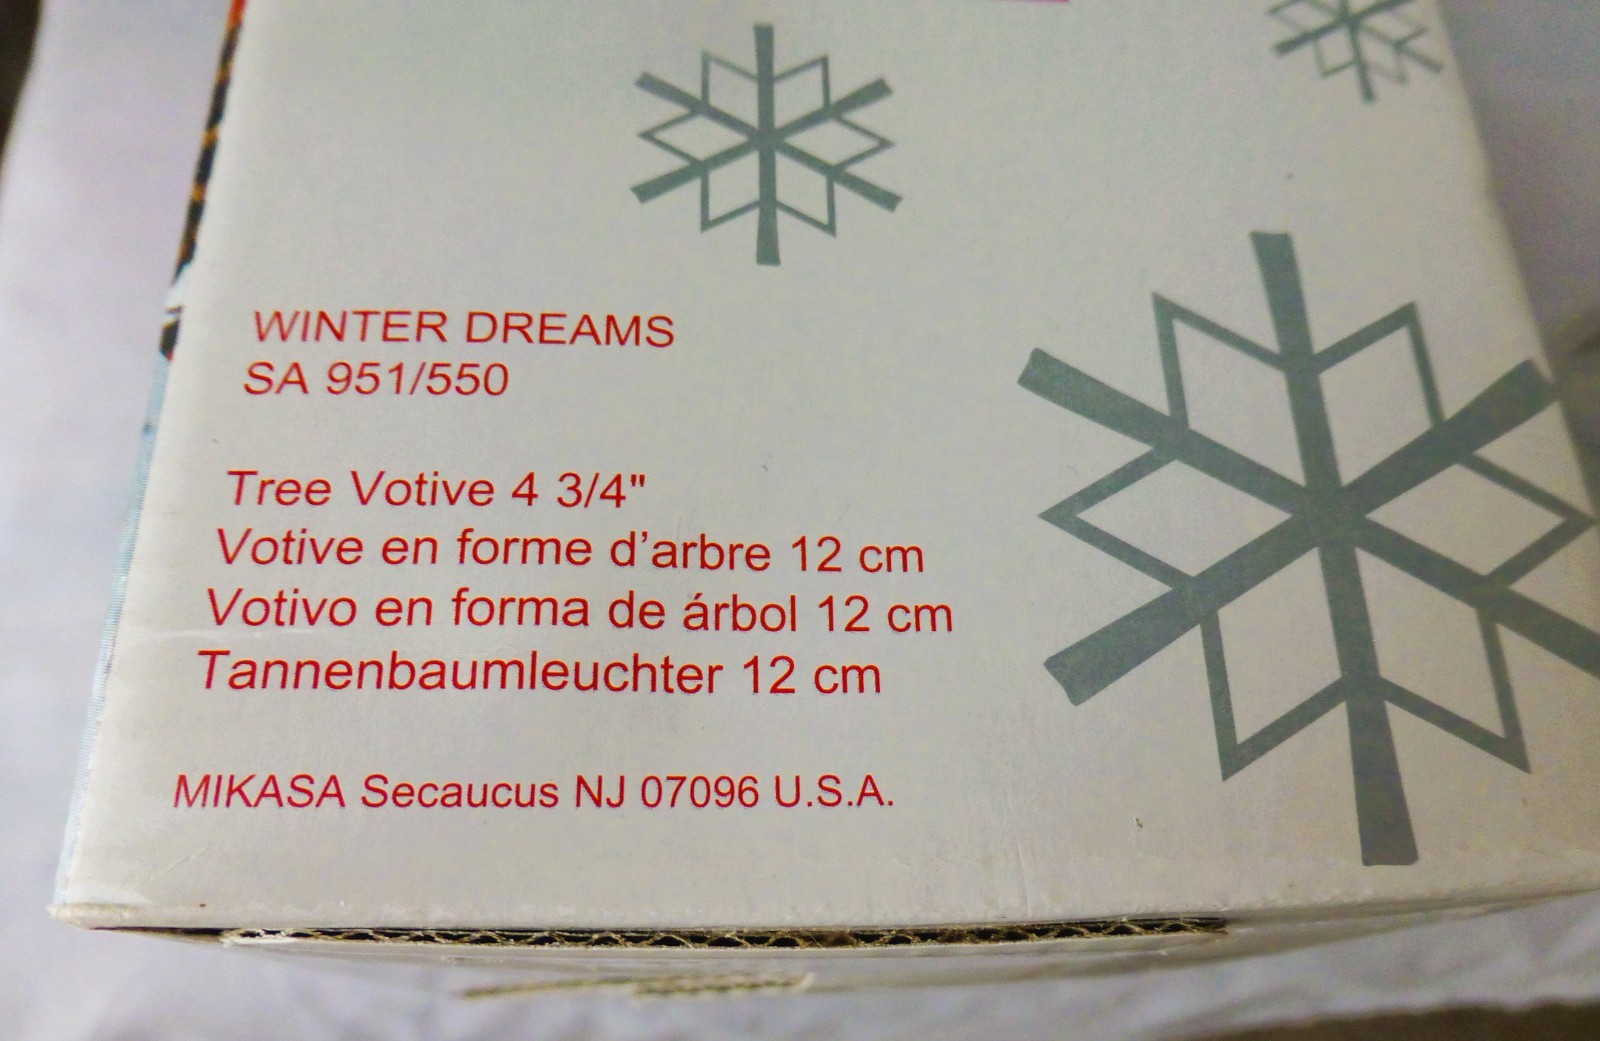 WINTER DREAMS
SA 951/550
Tree Votive 4 3/4"
Votive en forme d'arbre 12 cm
Votivo en forma de árbol 12 cm
Tannenbaumleuchter 12 cm
MIKASA Secaucus NJ 07096 U.S.A.